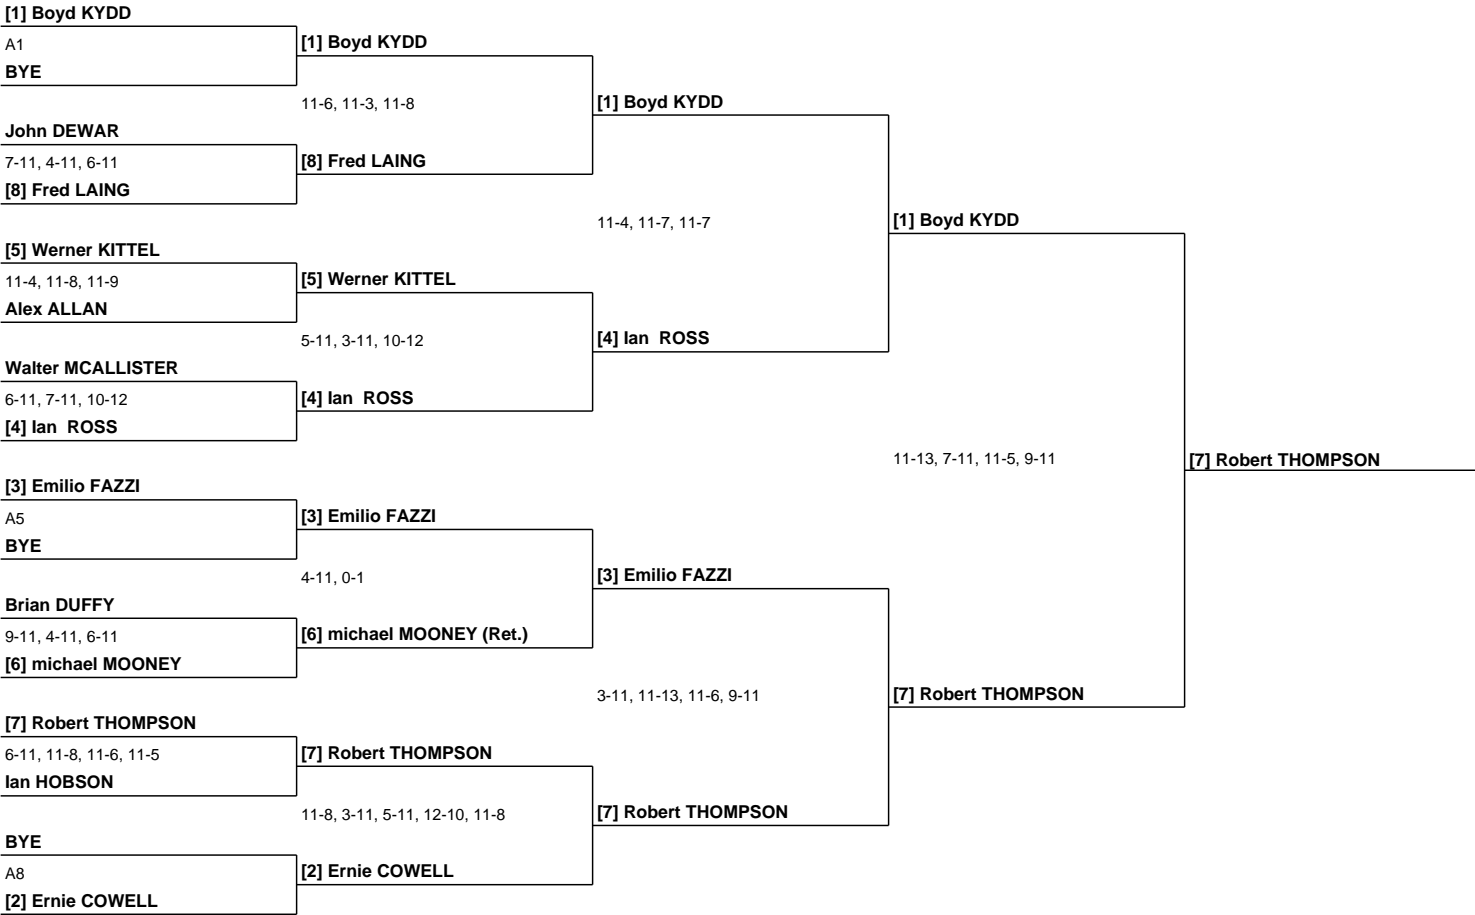 [1] Boyd KYDD
A1
BYE
[1] Boyd KYDD
11-6, 11-3, 11-8
John DEWAR
7-11, 4-11, 6-11
[8] Fred LAING
[8] Fred LAING
[1] Boyd KYDD
11-4, 11-7, 11-7
[5] Werner KITTEL
11-4, 11-8, 11-9
Alex ALLAN
[5] Werner KITTEL
5-11, 3-11, 10-12
Walter MCALLISTER
6-11, 7-11, 10-12
[4] Ian  ROSS
[4] Ian  ROSS
[4] Ian  ROSS
[1] Boyd KYDD
11-13, 7-11, 11-5, 9-11
[3] Emilio FAZZI
A5
BYE
[3] Emilio FAZZI
4-11, 0-1
Brian DUFFY
9-11, 4-11, 6-11
[6] michael MOONEY
[6] michael MOONEY (Ret.)
[3] Emilio FAZZI
3-11, 11-13, 11-6, 9-11
[7] Robert THOMPSON
6-11, 11-8, 11-6, 11-5
Ian HOBSON
[7] Robert THOMPSON
11-8, 3-11, 5-11, 12-10, 11-8
BYE
A8
[2] Ernie COWELL
[2] Ernie COWELL
[7] Robert THOMPSON
[7] Robert THOMPSON
[7] Robert THOMPSON